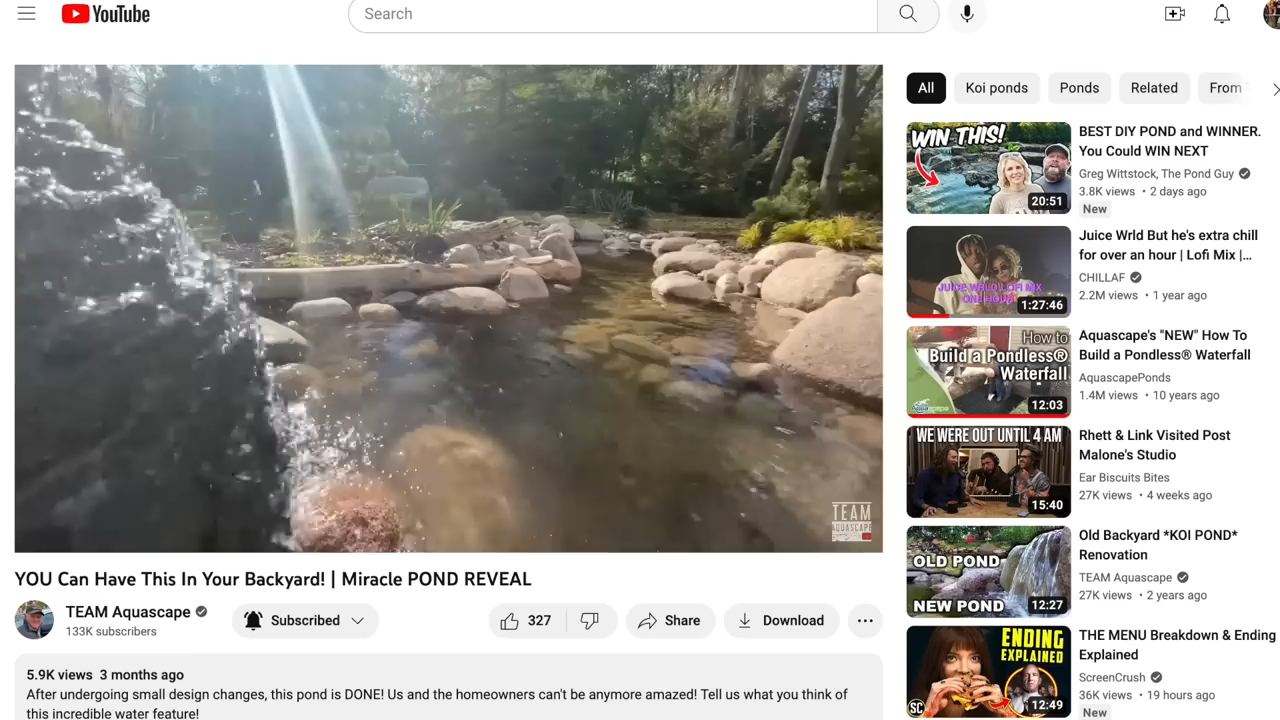 YouTube
Search
TEAM
AQUASCAPE
YOU Can Have This In Your Backyard! | Miracle POND REVEAL
TEAM Aquascape
133K subscribers
Subscribed
327
Share
Download
5.9K views 3 months ago
After undergoing small design changes, this pond is DONE! Us and the homeowners can't be anymore amazed! Tell us what you think of
this incredible water feature!
All
Koi ponds
Ponds
Related
From
WIN THIS!
20:51
BEST DIY POND and WINNER.
You Could WIN NEXT
Greg Wittstock, The Pond Guy
3.8K views • 2 days ago
New
JUICE WRLD LOFI MIX
ONE HOUR
1:27:46
Juice Wrld But he's extra chill
for over an hour | Lofi Mix |...
CHILLAF
2.2M views • 1 year ago
How to
Build a Pondless®
Waterfall
12:03
Aquascape's "NEW" How To
Build a Pondless® Waterfall
AquascapePonds
1.4M views • 10 years ago
WE WERE OUT UNTIL 4 AM
15:40
Rhett & Link Visited Post
Malone's Studio
Ear Biscuits Bites
27K views • 4 weeks ago
OLD POND
NEW POND
12:27
Old Backyard *KOI POND*
Renovation
TEAM Aquascape
27K views • 2 years ago
ENDING
EXPLAINED
SC
12:49
THE MENU Breakdown & Ending
Explained
ScreenCrush
36K views • 19 hours ago
New